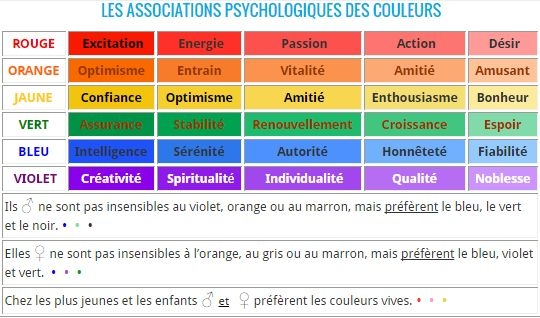 LES ASSOCIATIONS PSYCHOLOGIQUES DES COULEURS
ROUGE Excitation Energie Passion Action Désir
ORANGE Optimisme Entrain Vitalité Amitié Amusant
JAUNE Confiance Optimisme Amitié Enthousiasme Bonheur
VERT Assurance Stabilité Renouvellement Croissance Espoir
BLEU Intelligence Sérénité Autorité Honnêteté Fiabilité
VIOLET Créativité Spiritualité Individualité Qualité Noblesse
Ils ♂ ne sont pas insensibles au violet, orange ou au marron, mais préfèrent le bleu, le vert
et le noir. • • •
Elles ♀ ne sont pas insensibles à l'orange, au gris ou au marron, mais préfèrent le bleu, violet
et vert. • • •
Chez les plus jeunes et les enfants ♂ et ♀ préfèrent les couleurs vives. • • •